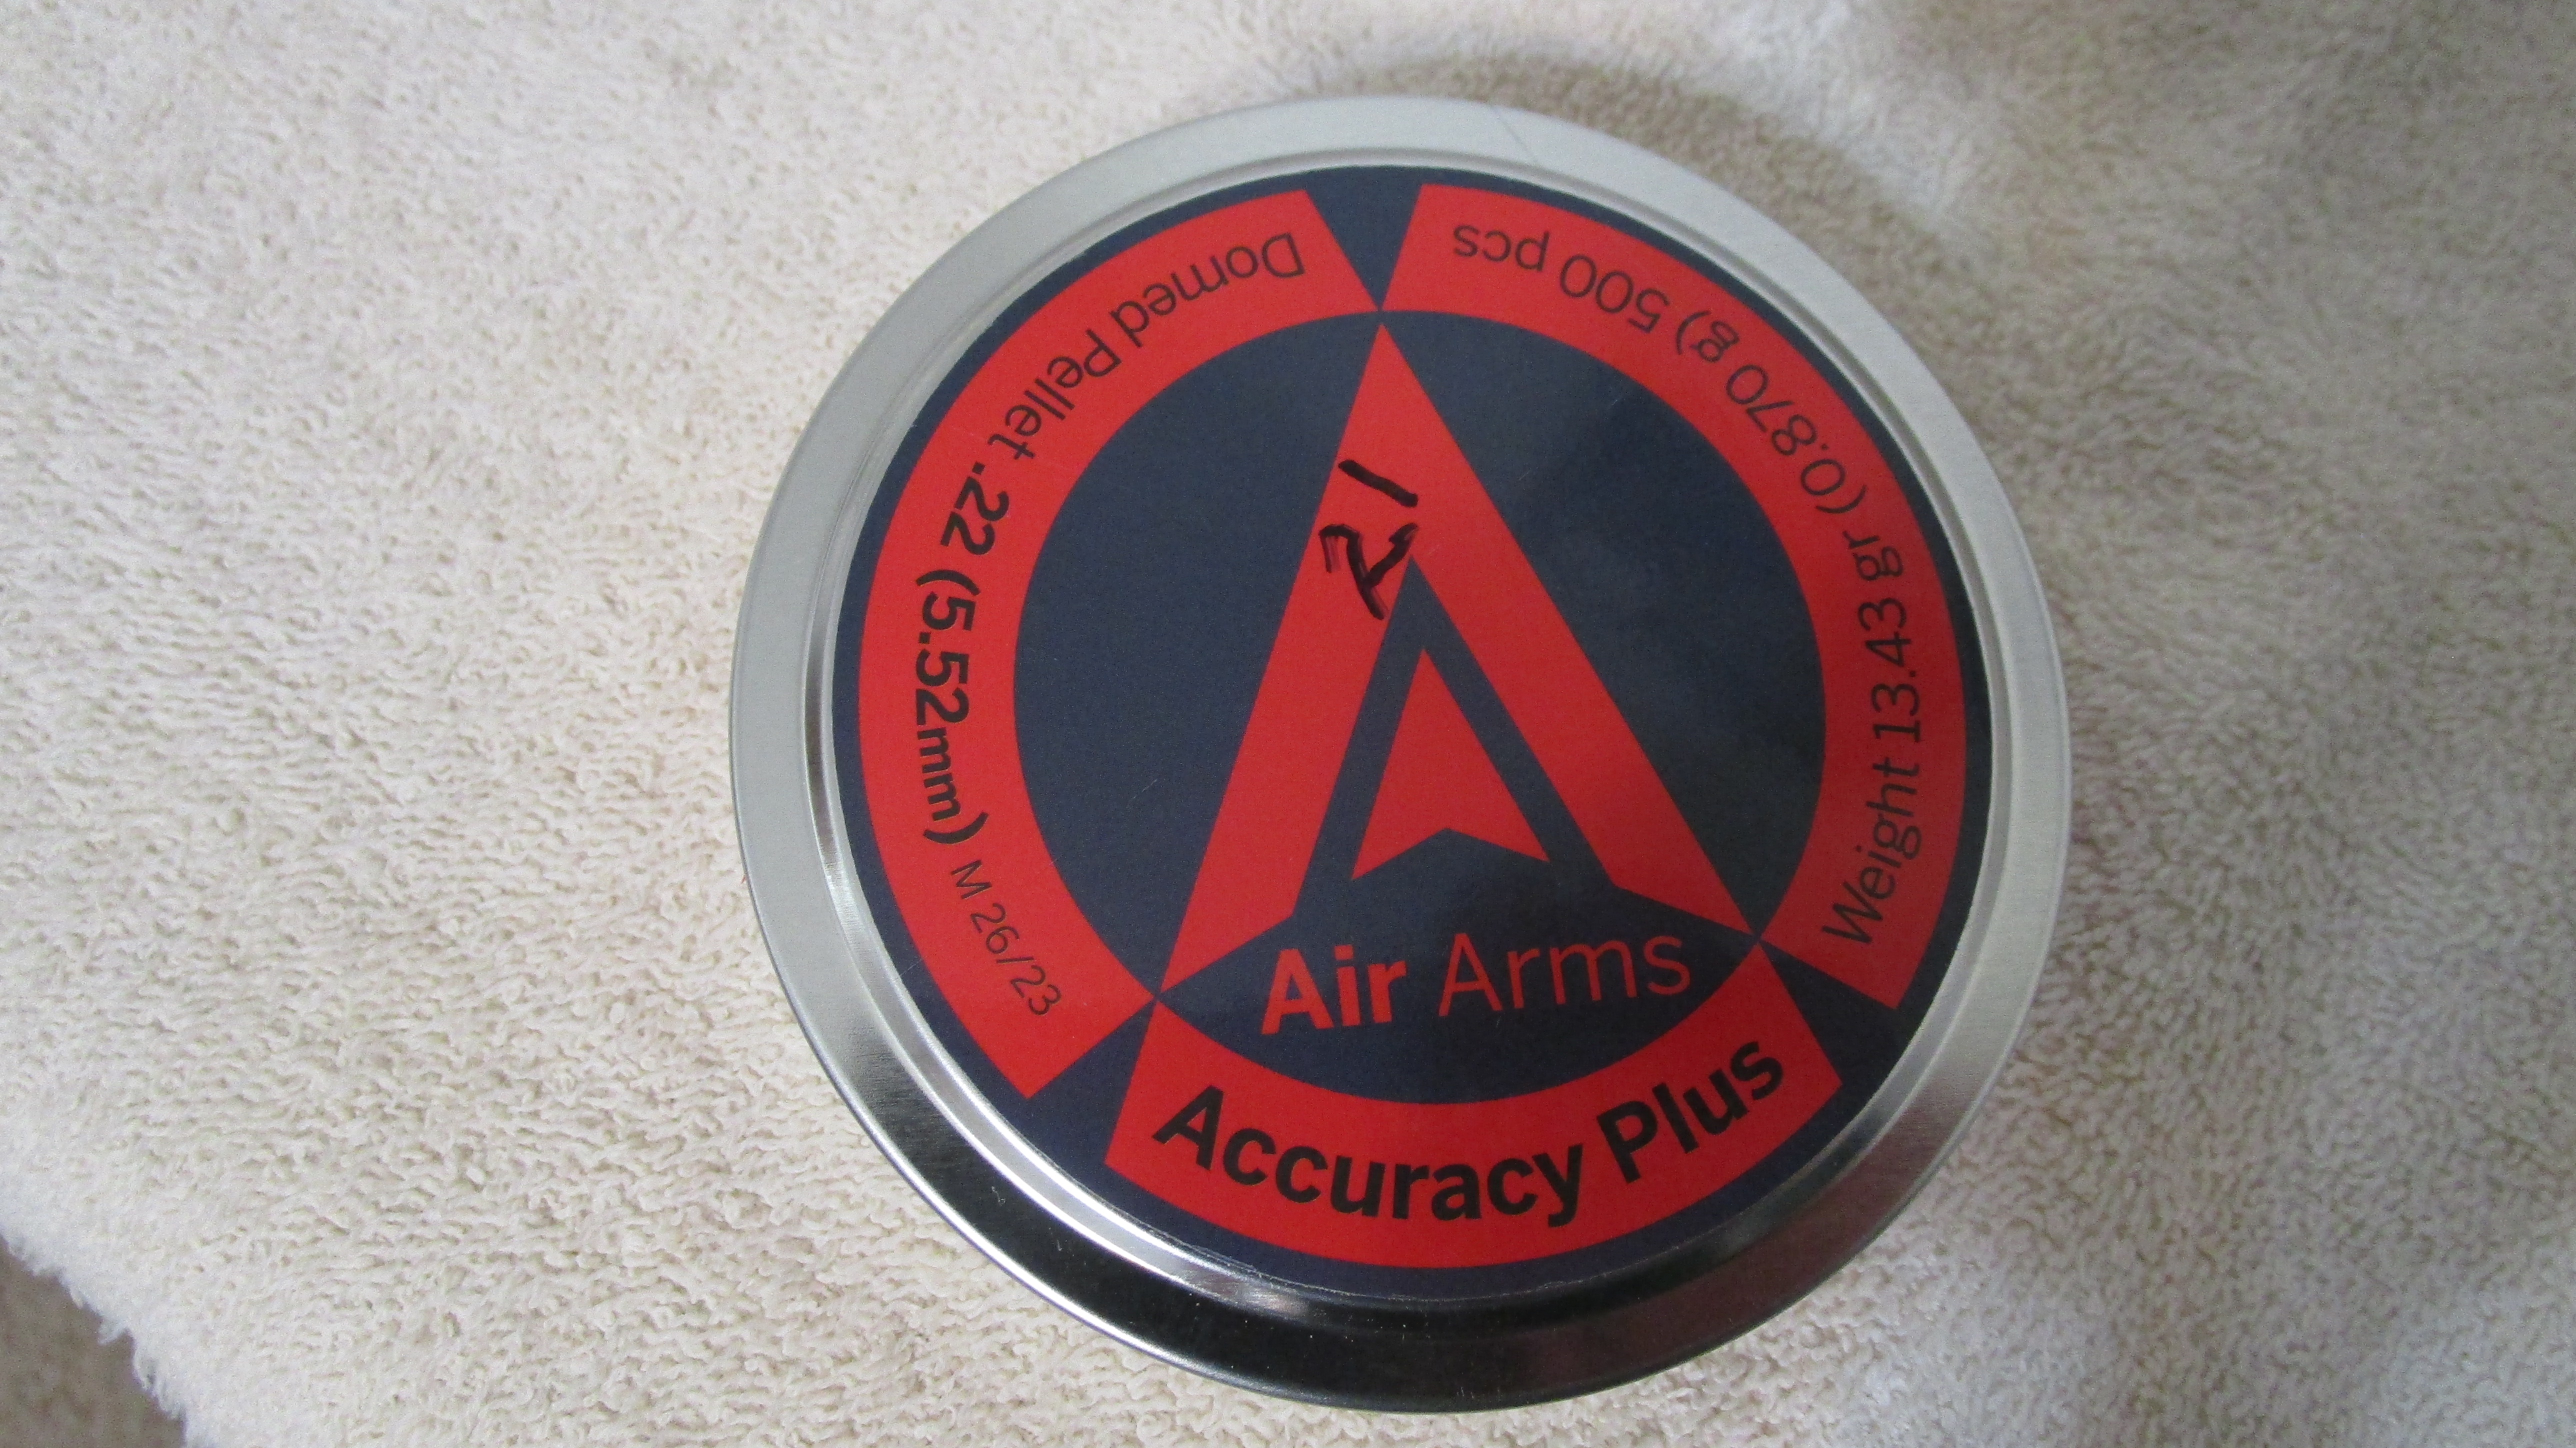 Domed Pellet .22 (5.52mm) M 26/23
Weight 13.43 gr (0.870 g) 500 pcs
R1
Air Arms
Accuracy Plus